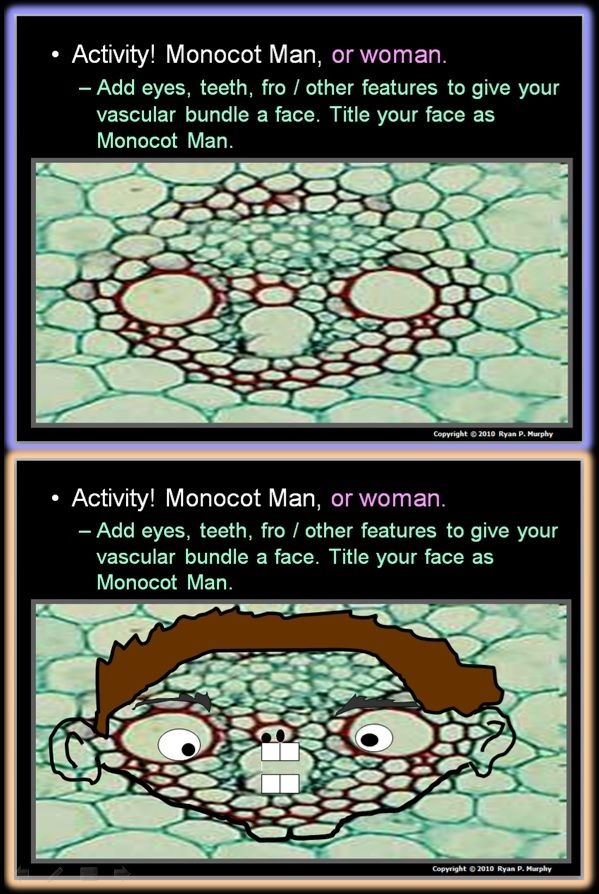 • Activity! Monocot Man, or woman.
– Add eyes, teeth, fro / other features to give your
vascular bundle a face. Title your face as
Monocot Man.
Copyright © 2010 Ryan P. Murphy
• Activity! Monocot Man, or woman.
– Add eyes, teeth, fro / other features to give your
vascular bundle a face. Title your face as
Monocot Man.
Copyright © 2010 Ryan P. Murphy